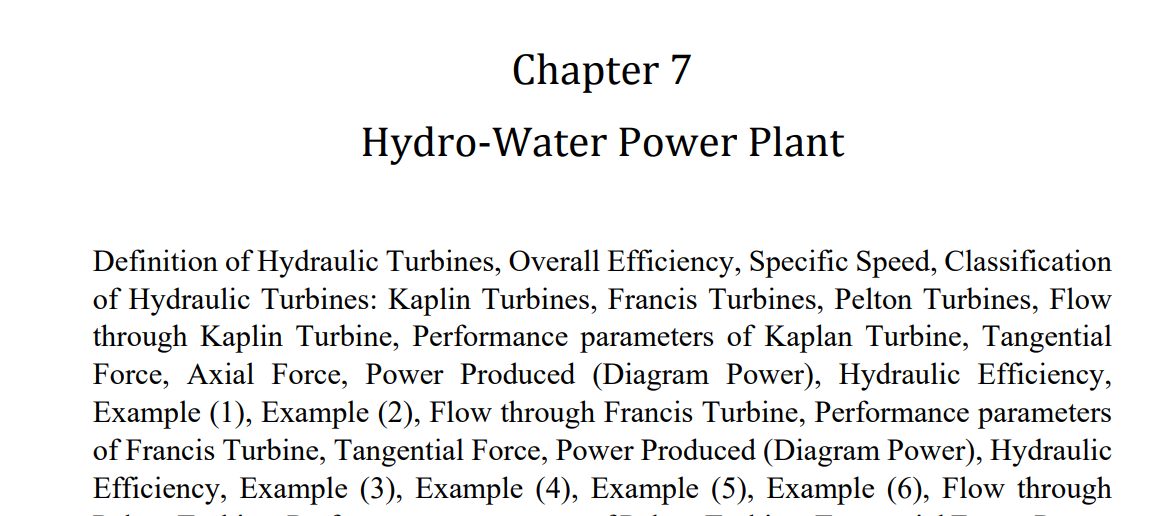 Chapter 7
Hydro-Water Power Plant
Definition of Hydraulic Turbines, Overall Efficiency, Specific Speed, Classification
of Hydraulic Turbines: Kaplin Turbines, Francis Turbines, Pelton Turbines, Flow
through Kaplin Turbine, Performance parameters of Kaplan Turbine, Tangential
Force, Axial Force, Power Produced (Diagram Power), Hydraulic Efficiency,
Example (1), Example (2), Flow through Francis Turbine, Performance parameters
of Francis Turbine, Tangential Force, Power Produced (Diagram Power), Hydraulic
Efficiency, Example (3), Example (4), Example (5), Example (6), Flow through